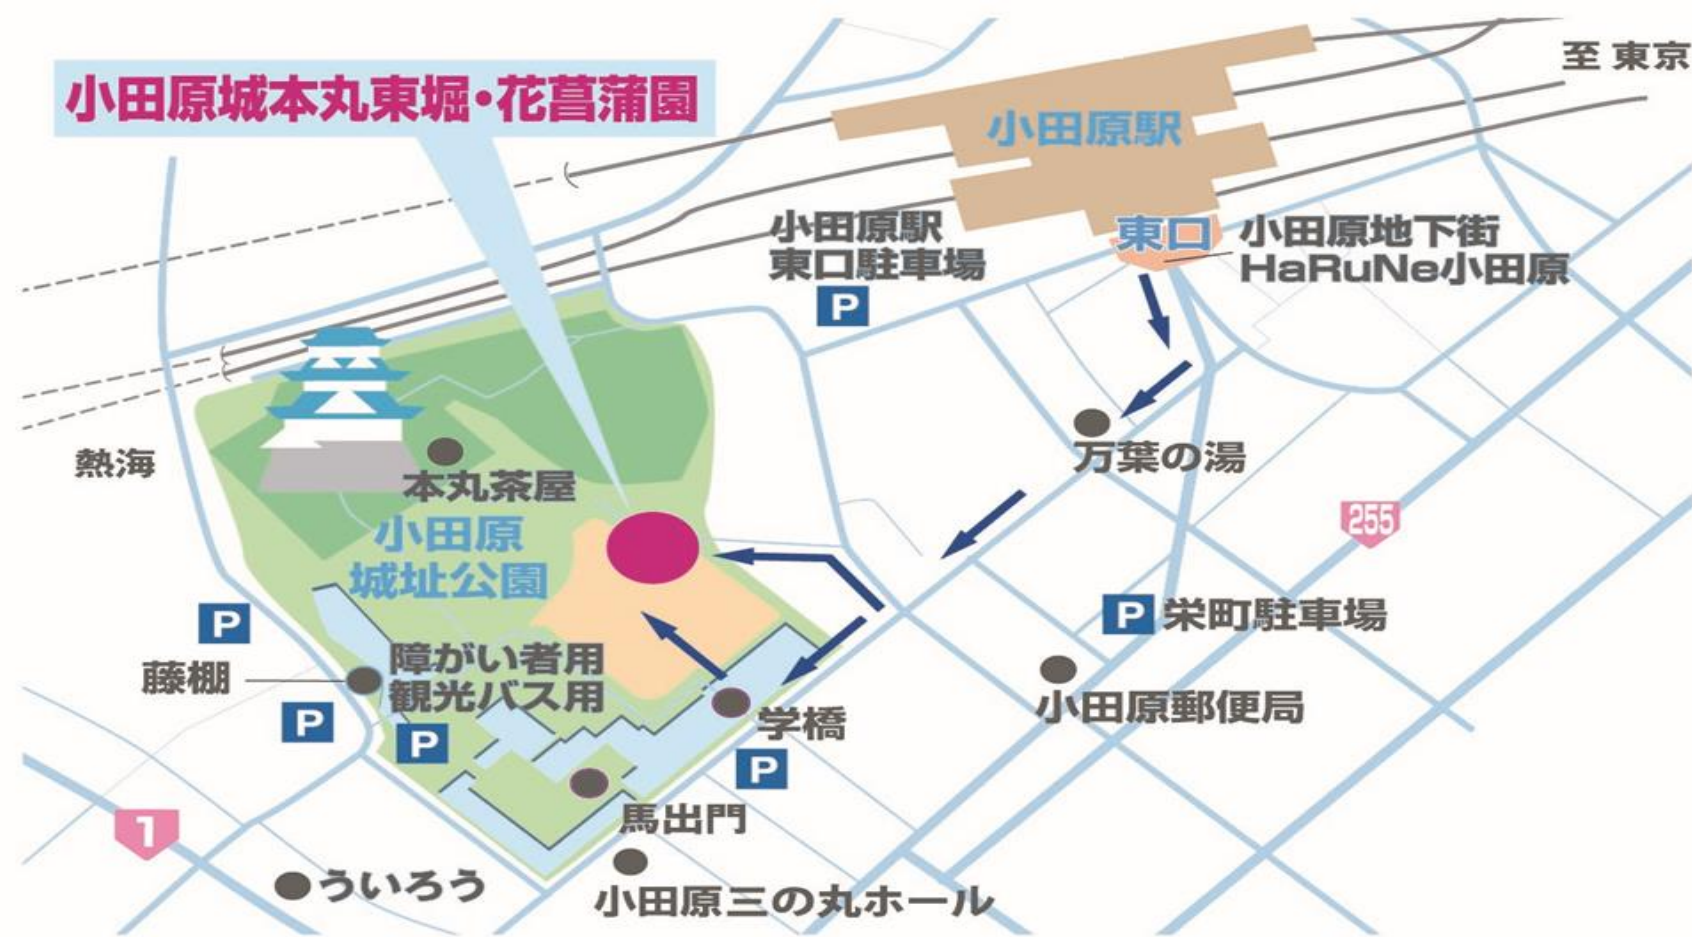 至 東京
小田原城本丸東堀・花菖蒲園
小田原駅
東口
小田原地下街
HaRuNe小田原
小田原駅
東口駐車場
P
万葉の湯
熱海
本丸茶屋
小田原
城址公園
255
P 栄町駐車場
P
藤棚
障がい者用
観光バス用
P
P
学橋
P
小田原郵便局
馬出門
1
ういろう
小田原三の丸ホール